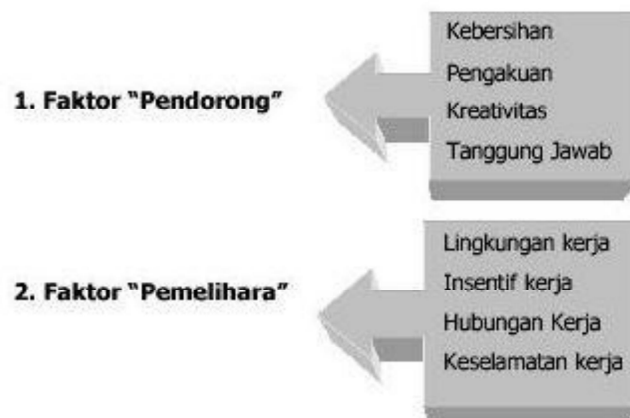 1. Faktor "Pendorong"
Kebersihan
Pengakuan
Kreativitas
Tanggung Jawab
2. Faktor "Pemelihara"
Lingkungan kerja
Insentif kerja
Hubungan Kerja
Keselamatan kerja